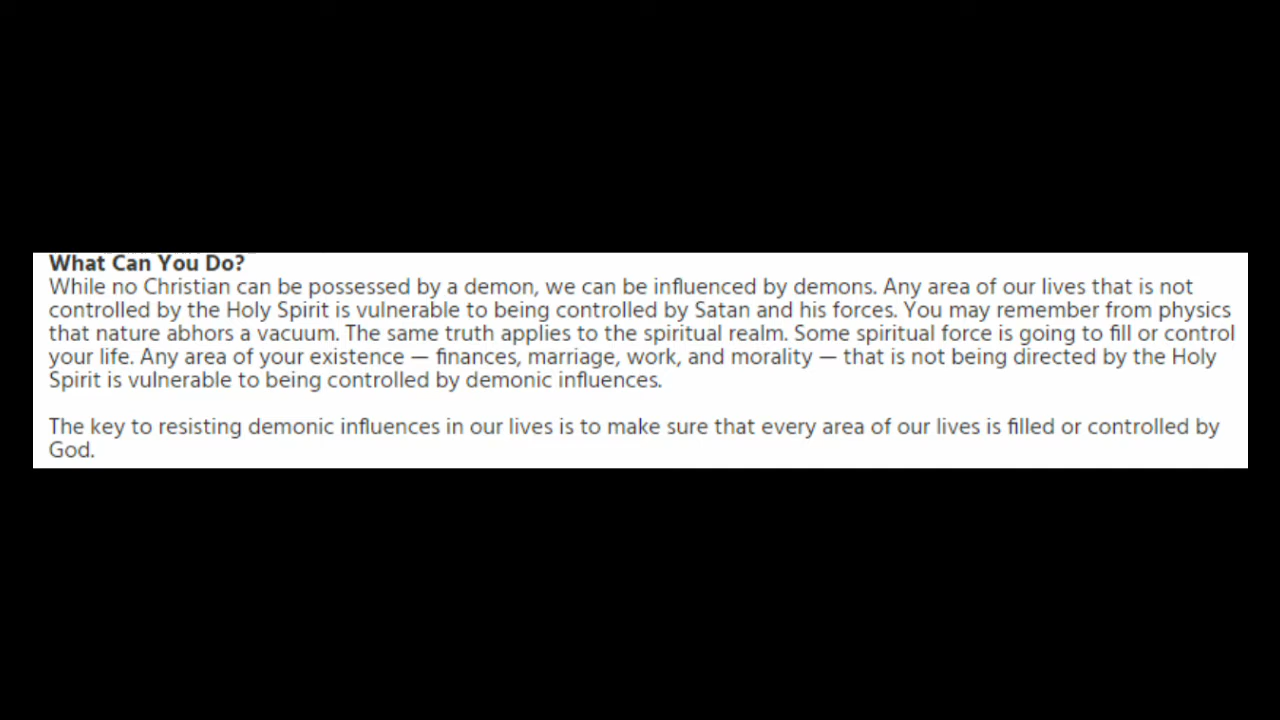 What Can You Do?
While no Christian can be possessed by a demon, we can be influenced by demons. Any area of our lives that is not
controlled by the Holy Spirit is vulnerable to being controlled by Satan and his forces. You may remember from physics
that nature abhors a vacuum. The same truth applies to the spiritual realm. Some spiritual force is going to fill or control
your life. Any area of your existence — finances, marriage, work, and morality — that is not being directed by the Holy
Spirit is vulnerable to being controlled by demonic influences.
The key to resisting demonic influences in our lives is to make sure that every area of our lives is filled or controlled by
God.